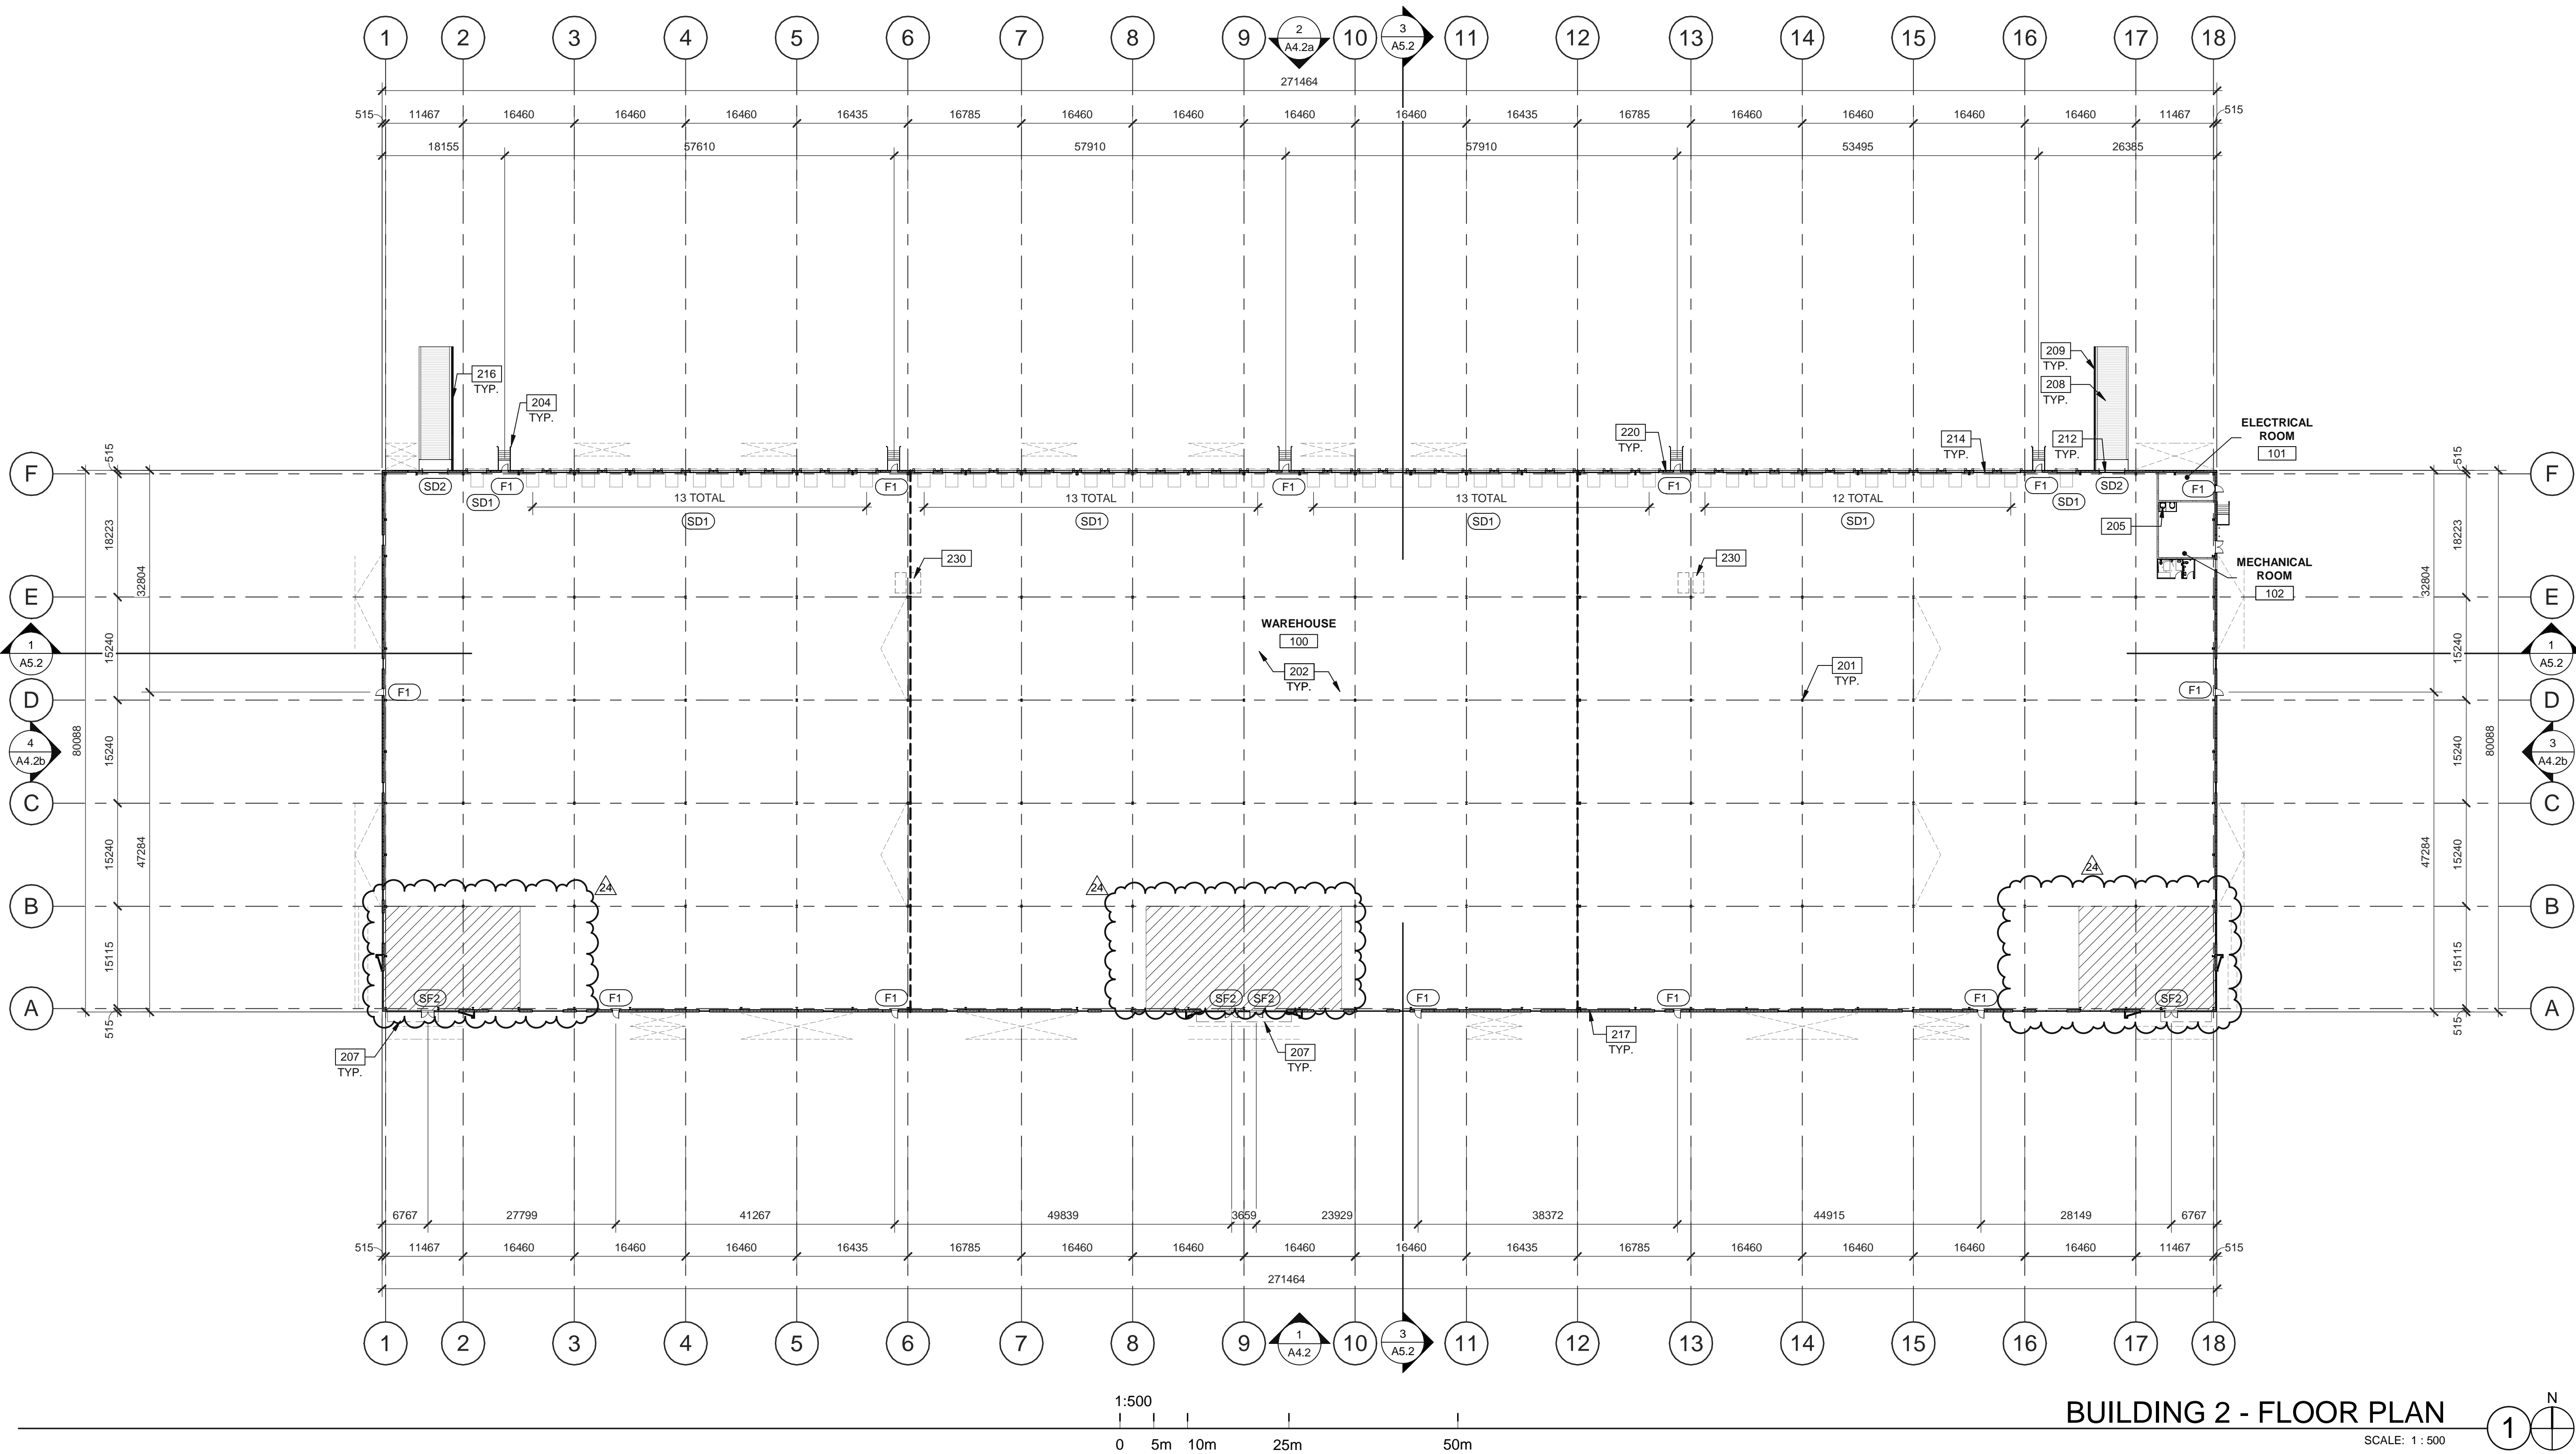 1 2 3 4 5 6 7 8 9 10 11 12 13 14 15 16 17 18
2
A4.2a
3
A5.2
271464
515 11467 16460 16460 16460 16435 16785 16460 16460 16460 16460 16435 16785 16460 16460 16460 16460 11467 515
18155 57610 57910 57910 53495 26385
216
TYP.
204
TYP.
209
TYP.
208
TYP.
220
TYP.
214
TYP.
212
TYP.
ELECTRICAL
ROOM
101
F
515
515
F
SD2 F1 F1 F1 F1 F1 SD2 F1
SD1 13 TOTAL 13 TOTAL 13 TOTAL 12 TOTAL SD1
SD1 SD1 SD1 SD1
205
18223
18223
230
230
MECHANICAL
ROOM
102
32804
32804
E
E
WAREHOUSE
100
202
TYP.
201
TYP.
1
A5.2
15240
15240
1
A5.2
F1
F1
D
D
80088
15240
15240
80088
4
A4.2b
3
A4.2b
C
C
15240
47284
47284
15240
24
24
24
B
B
15115
15115
SF2 F1 F1 SF2 SF2 F1 F1 F1 SF2
A
515
515
A
207
TYP.
207
TYP.
217
TYP.
6767 27799 41267 49839 3659 23929 38372 44915 28149 6767
515 11467 16460 16460 16460 16435 16785 16460 16460 16460 16460 16435 16785 16460 16460 16460 16460 11467 515
271464
1 2 3 4 5 6 7 8 9 10 11 12 13 14 15 16 17 18
1
A4.2
3
A5.2
1:500
0 5m 10m 25m 50m
BUILDING 2 - FLOOR PLAN
SCALE: 1 : 500
1
N